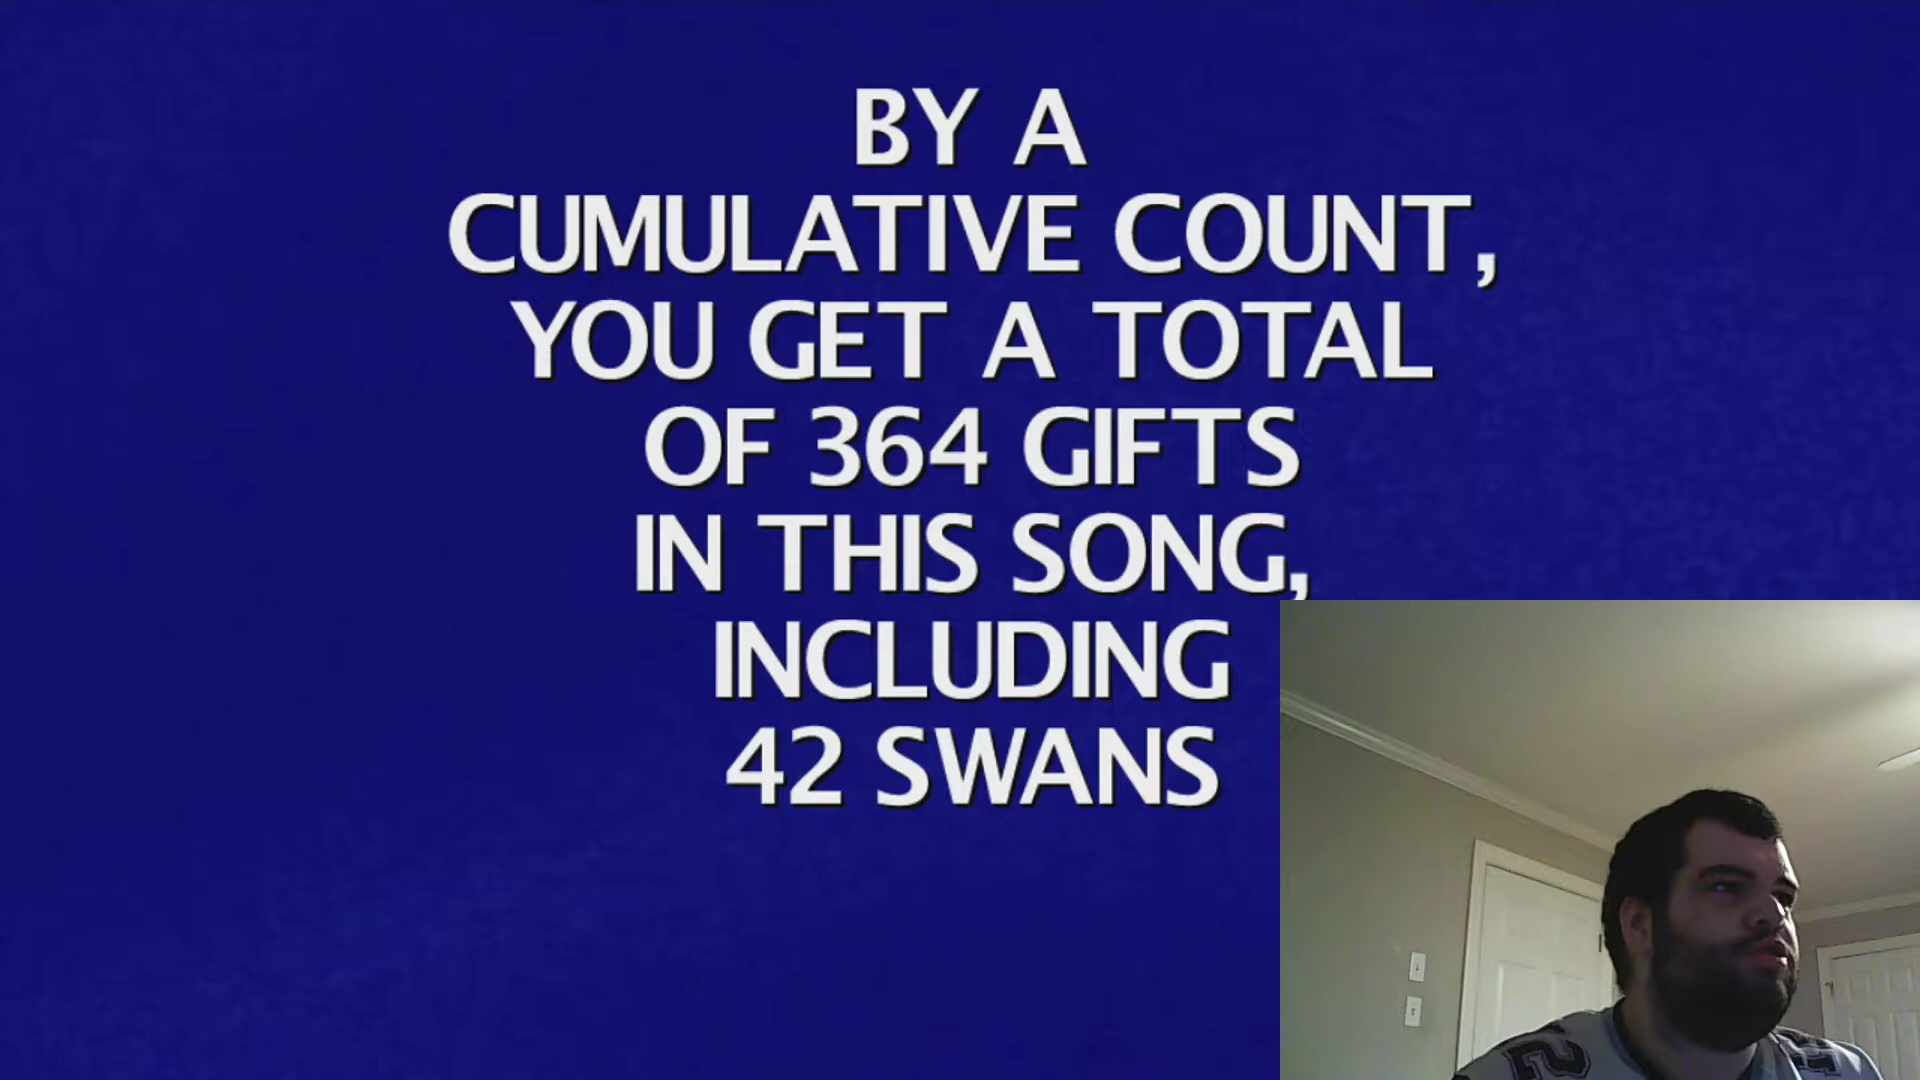 BY A
CUMULATIVE COUNT,
YOU GET A TOTAL
OF 364 GIFTS
IN THIS SONG,
INCLUDING
42 SWANS